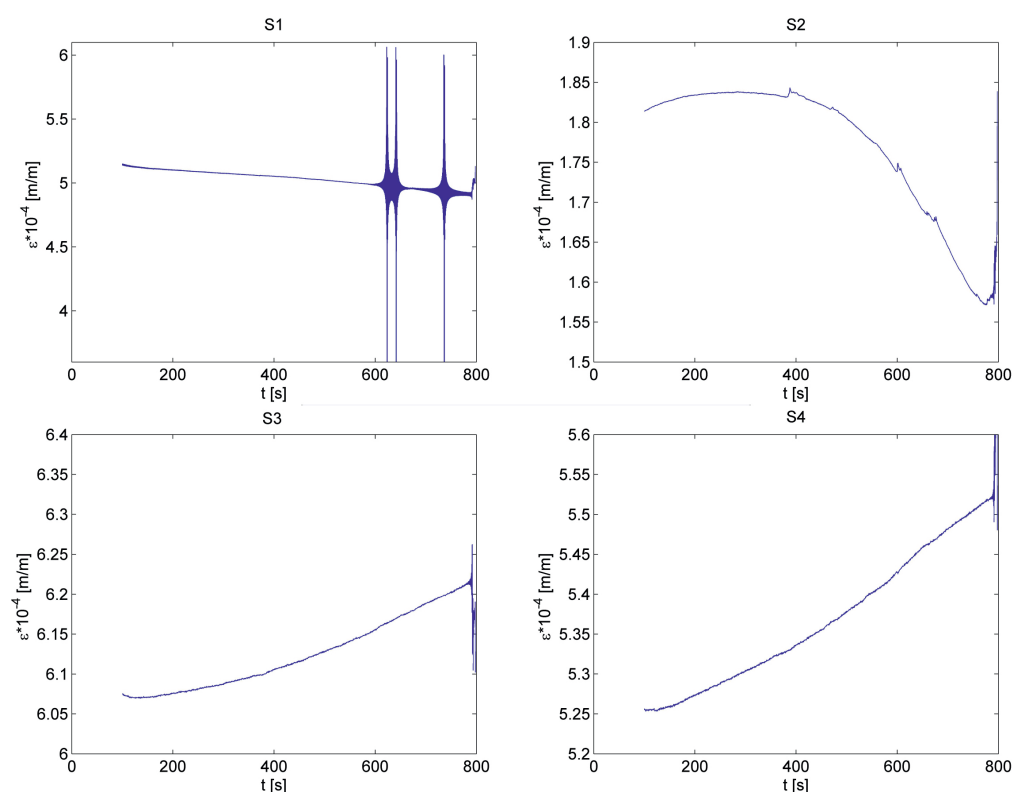 S1
6
5.5
5
4.5
4
ε*10⁻⁴ [m/m]
0 200 400 600 800
t [s]
S2
1.9
1.85
1.8
1.75
1.7
1.65
1.6
1.55
1.5
ε*10⁻⁴ [m/m]
0 200 400 600 800
t [s]
S3
6.4
6.35
6.3
6.25
6.2
6.15
6.1
6.05
6
ε*10⁻⁴ [m/m]
0 200 400 600 800
t [s]
S4
5.6
5.55
5.5
5.45
5.4
5.35
5.3
5.25
5.2
ε*10⁻⁴ [m/m]
0 200 400 600 800
t [s]